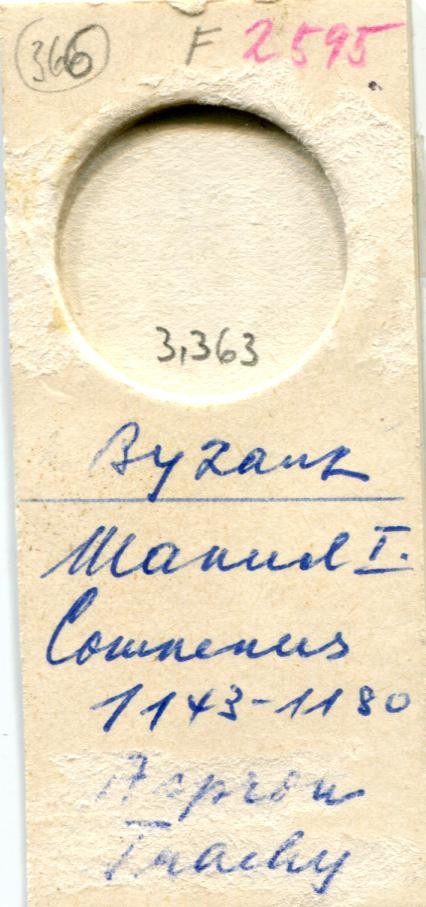 366 F 2595
3,363
Byzanz
Manuel I.
Comnenus
1143-1180
Aspron
Trachy